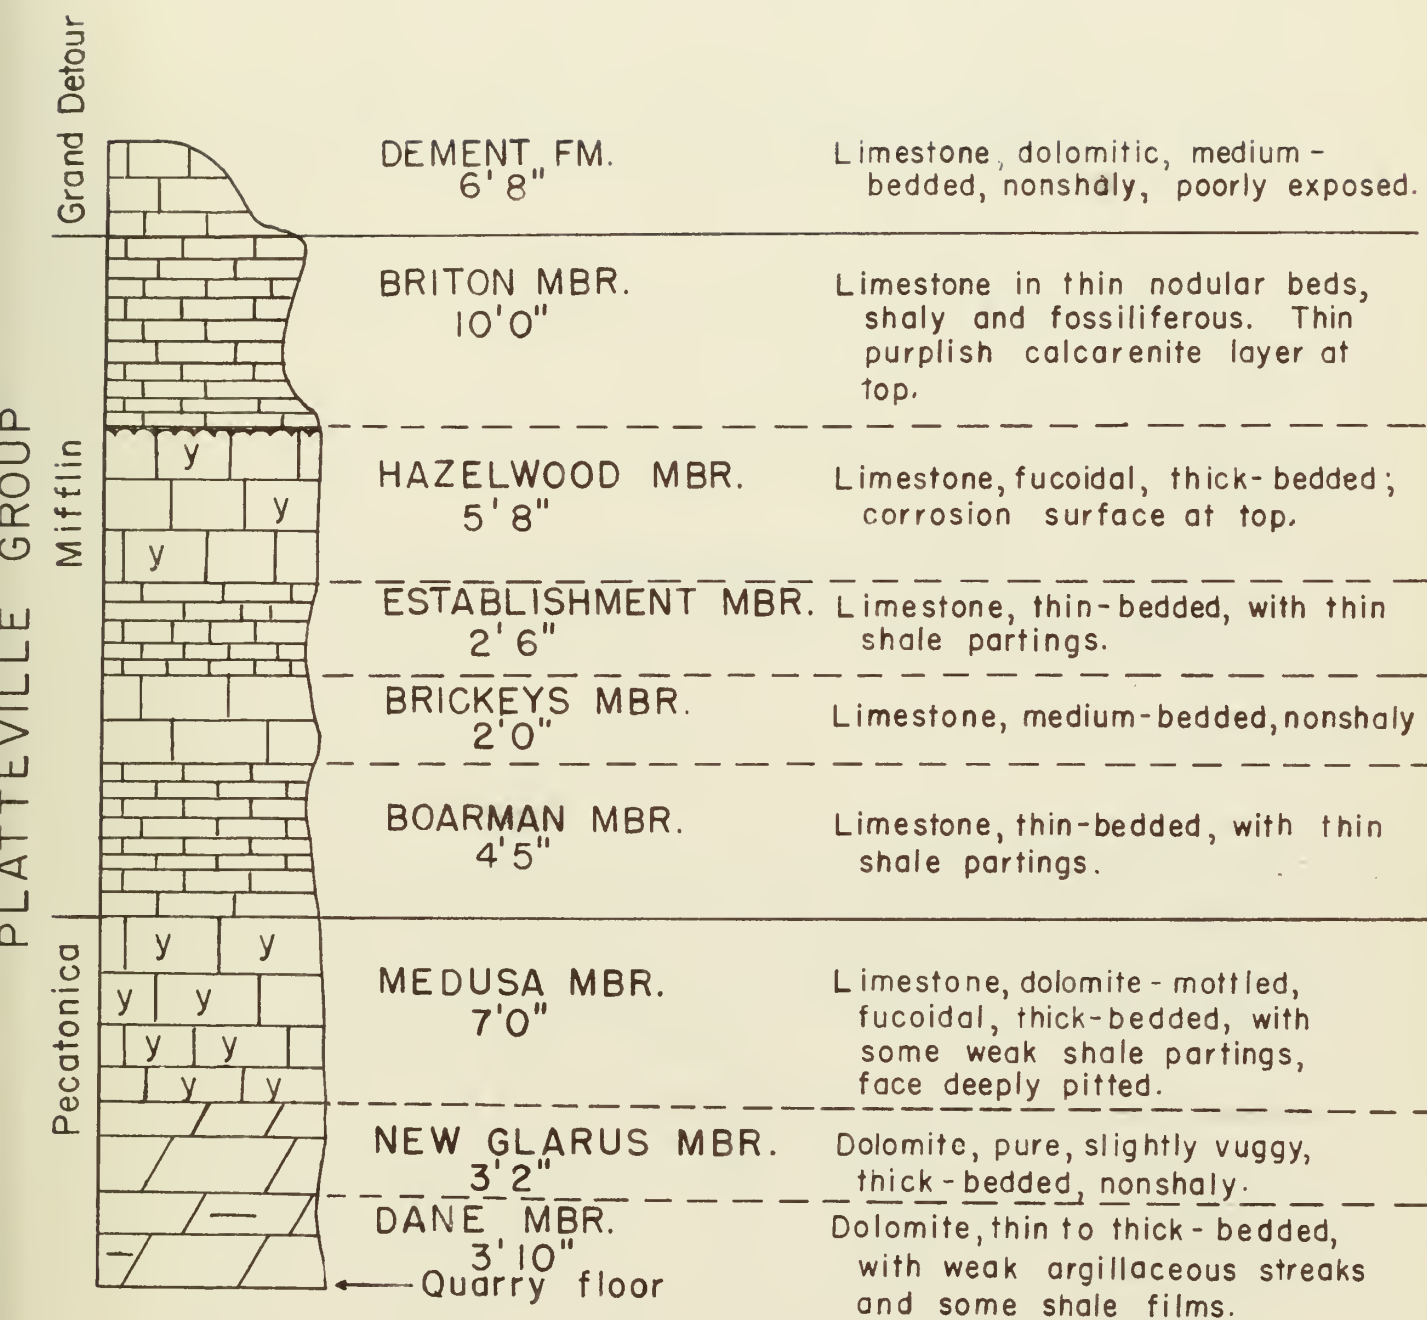 PLATTEVILLE GROUP
Grand Detour
DEMENT FM.
6'8"
Limestone, dolomitic, medium-
bedded, nonshaly, poorly exposed.
Mifflin
BRITON MBR.
10'0"
Limestone in thin nodular beds,
shaly and fossiliferous. Thin
purplish calcarenite layer at
top.
y
y
y
HAZELWOOD MBR.
5'8"
Limestone, fucoidal, thick-bedded;
corrosion surface at top.
ESTABLISHMENT MBR.
2'6"
Limestone, thin-bedded, with thin
shale partings.
BRICKEYS MBR.
2'0"
Limestone, medium-bedded, nonshaly
BOARMAN MBR.
4'5"
Limestone, thin-bedded, with thin
shale partings.
Pecatonica
y y
y y
y y
y y
MEDUSA MBR.
7'0"
Limestone, dolomite-mottled,
fucoidal, thick-bedded, with
some weak shale partings,
face deeply pitted.
NEW GLARUS MBR.
3'2"
Dolomite, pure, slightly vuggy,
thick-bedded, nonshaly.
DANE MBR.
3'10"
Quarry floor
Dolomite, thin to thick-bedded,
with weak argillaceous streaks
and some shale films.